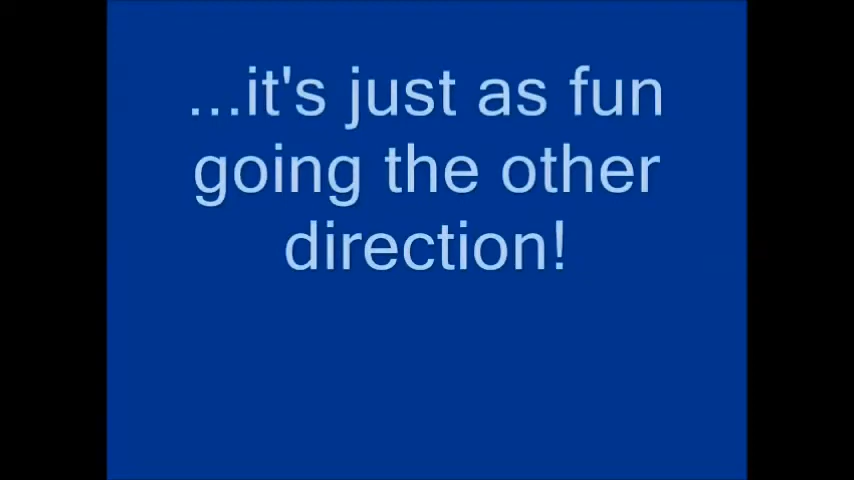 ...it's just as fun
going the other
direction!